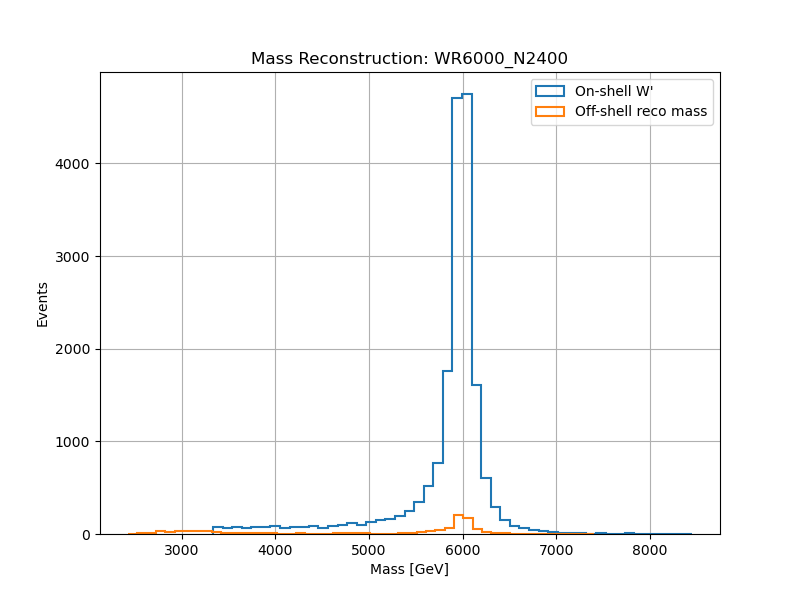 Mass Reconstruction: WR6000_N2400
On-shell W'
Off-shell reco mass
4000
3000
2000
1000
0
Events
3000 4000 5000 6000 7000 8000
Mass [GeV]